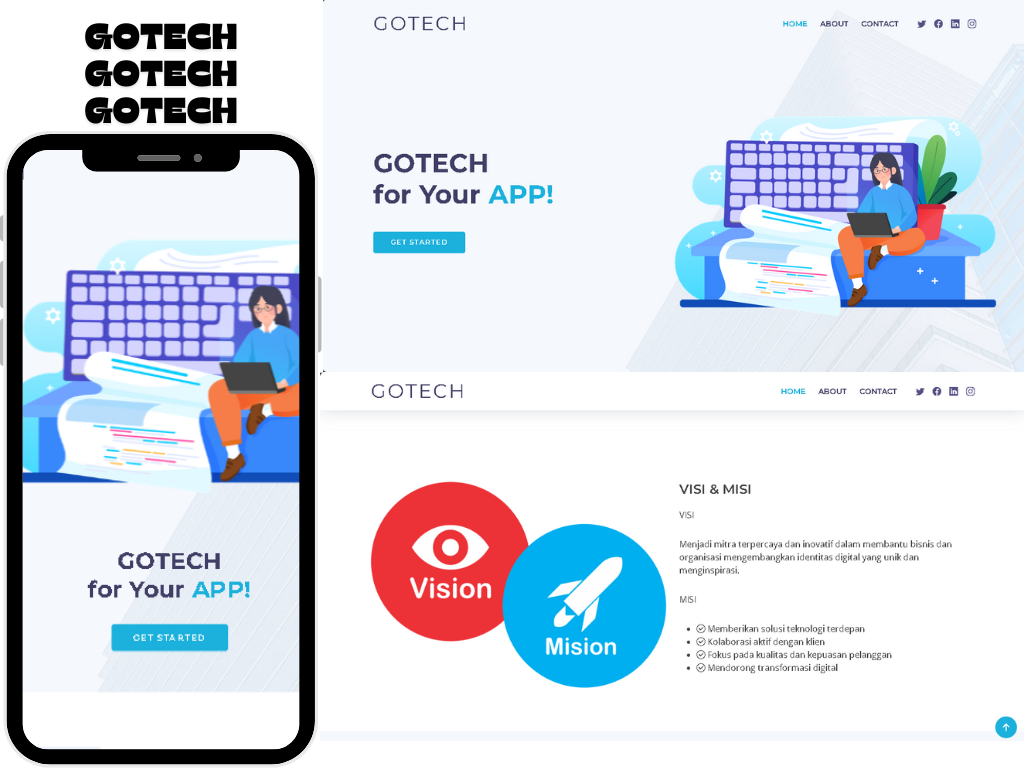 GOTECH
GOTECH
GOTECH
GOTECH
for Your APP!
GET STARTED
GOTECH
HOME ABOUT CONTACT
GOTECH
for Your APP!
GET STARTED
GOTECH
HOME ABOUT CONTACT
Vision
Mision
VISI & MISI
VISI
Menjadi mitra terpercaya dan inovatif dalam membantu bisnis dan
organisasi mengembangkan identitas digital yang unik dan
menginspirasi.
MISI
Memberikan solusi teknologi terdepan
Kolaborasi aktif dengan klien
Fokus pada kualitas dan kepuasan pelanggan
Mendorong transformasi digital